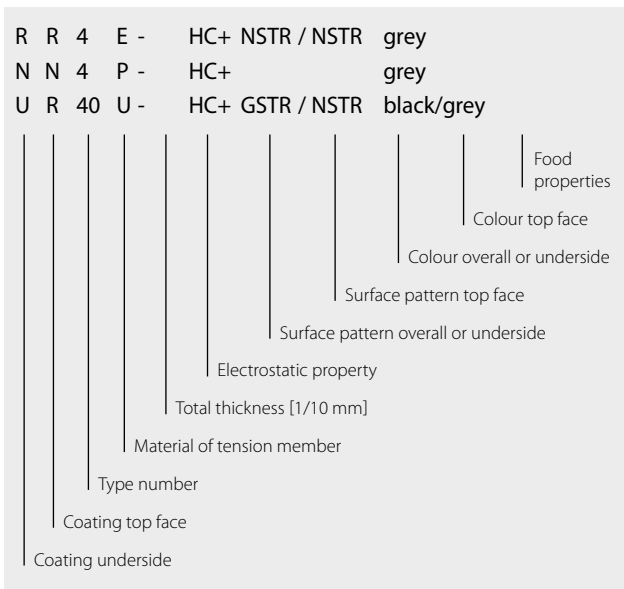 R R 4 E - HC+ NSTR / NSTR grey
N N 4 P - HC+ grey
U R 40 U - HC+ GSTR / NSTR black/grey
Food
properties
Colour top face
Colour overall or underside
Surface pattern top face
Surface pattern overall or underside
Electrostatic property
Total thickness [1/10 mm]
Material of tension member
Type number
Coating top face
Coating underside